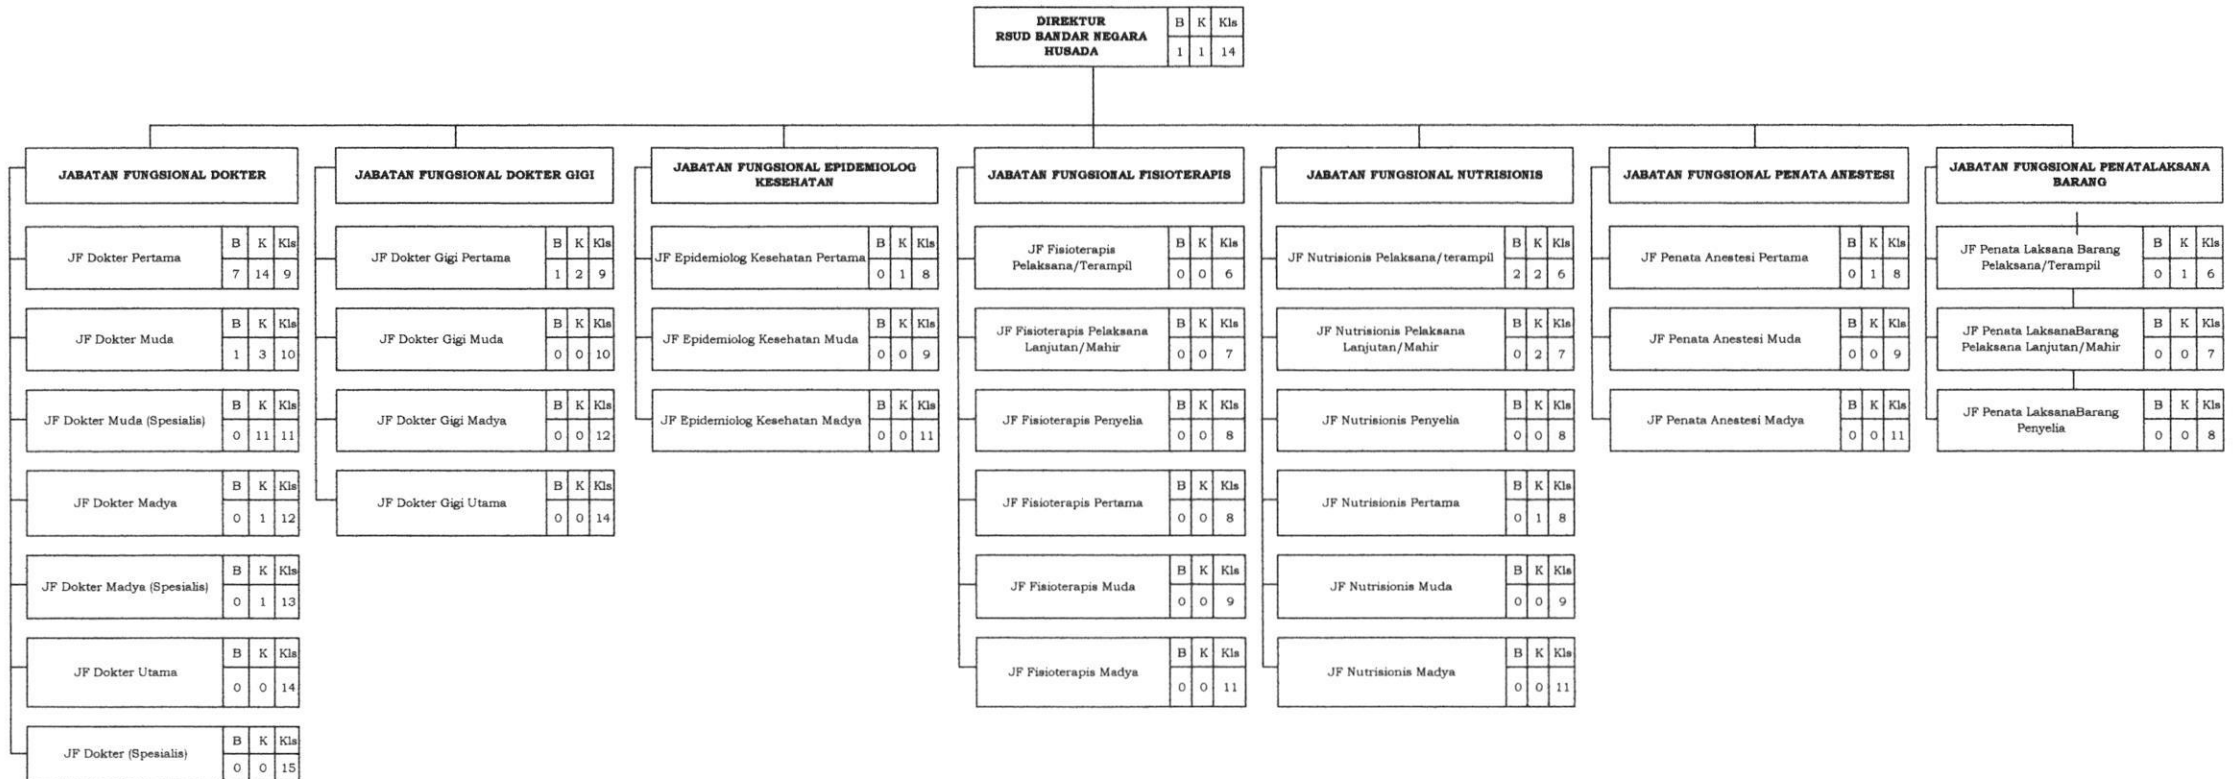 DIREKTUR
RSUD BANDAR NEGARA
HUSADA
B K Kls
1 1 14
JABATAN FUNGSIONAL DOKTER
JF Dokter Pertama
B K Kls
7 14 9
JF Dokter Muda
B K Kls
1 3 10
JF Dokter Muda (Spesialis)
B K Kls
0 11 11
JF Dokter Madya
B K Kls
0 1 12
JF Dokter Madya (Spesialis)
B K Kls
0 1 13
JF Dokter Utama
B K Kls
0 0 14
JF Dokter (Spesialis)
B K Kls
0 0 15
JABATAN FUNGSIONAL DOKTER GIGI
JF Dokter Gigi Pertama
B K Kls
1 2 9
JF Dokter Gigi Muda
B K Kls
0 0 10
JF Dokter Gigi Madya
B K Kls
0 0 12
JF Dokter Gigi Utama
B K Kls
0 0 14
JABATAN FUNGSIONAL EPIDEMIOLOG
KESEHATAN
JF Epidemiolog Kesehatan Pertama
B K Kls
0 1 8
JF Epidemiolog Kesehatan Muda
B K Kls
0 0 9
JF Epidemiolog Kesehatan Madya
B K Kls
0 0 11
JABATAN FUNGSIONAL FISIOTERAPIS
JF Fisioterapis
Pelaksana/Terampil
B K Kls
0 0 6
JF Fisioterapis Pelaksana
Lanjutan/Mahir
B K Kls
0 0 7
JF Fisioterapis Penyelia
B K Kls
0 0 8
JF Fisioterapis Pertama
B K Kls
0 0 8
JF Fisioterapis Muda
B K Kls
0 0 9
JF Fisioterapis Madya
B K Kls
0 0 11
JABATAN FUNGSIONAL NUTRISIONIS
JF Nutrisionis Pelaksana/terampil
B K Kls
2 2 6
JF Nutrisionis Pelaksana
Lanjutan/Mahir
B K Kls
0 2 7
JF Nutrisionis Penyelia
B K Kls
0 0 8
JF Nutrisionis Pertama
B K Kls
0 1 8
JF Nutrisionis Muda
B K Kls
0 0 9
JF Nutrisionis Madya
B K Kls
0 0 11
JABATAN FUNGSIONAL PENATA ANESTESI
JF Penata Anestesi Pertama
B K Kls
0 1 8
JF Penata Anestesi Muda
B K Kls
0 0 9
JF Penata Anestesi Madya
B K Kls
0 0 11
JABATAN FUNGSIONAL PENATALAKSANA
BARANG
JF Penata Laksana Barang
Pelaksana/Terampil
B K Kls
0 1 6
JF Penata LaksanaBarang
Pelaksana Lanjutan/Mahir
B K Kls
0 0 7
JF Penata LaksanaBarang
Penyelia
B K Kls
0 0 8